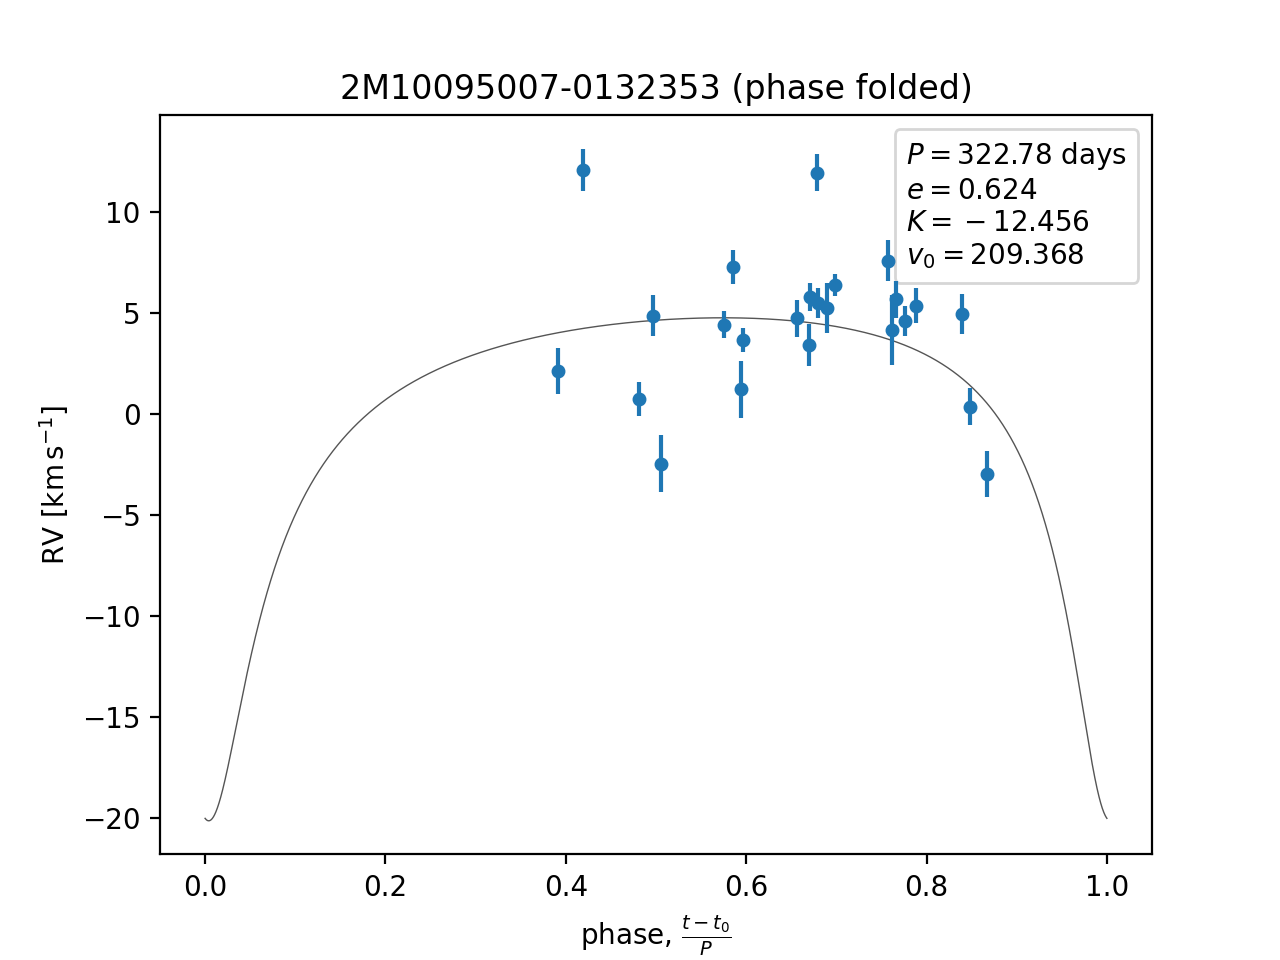 2M10095007-0132353 (phase folded)
P = 322.78 days
e = 0.624
K = −12.456
v₀ = 209.368
10
5
0
−5
−10
−15
−20
RV [km s⁻¹]
0.0 0.2 0.4 0.6 0.8 1.0
phase, (t − t₀)/P